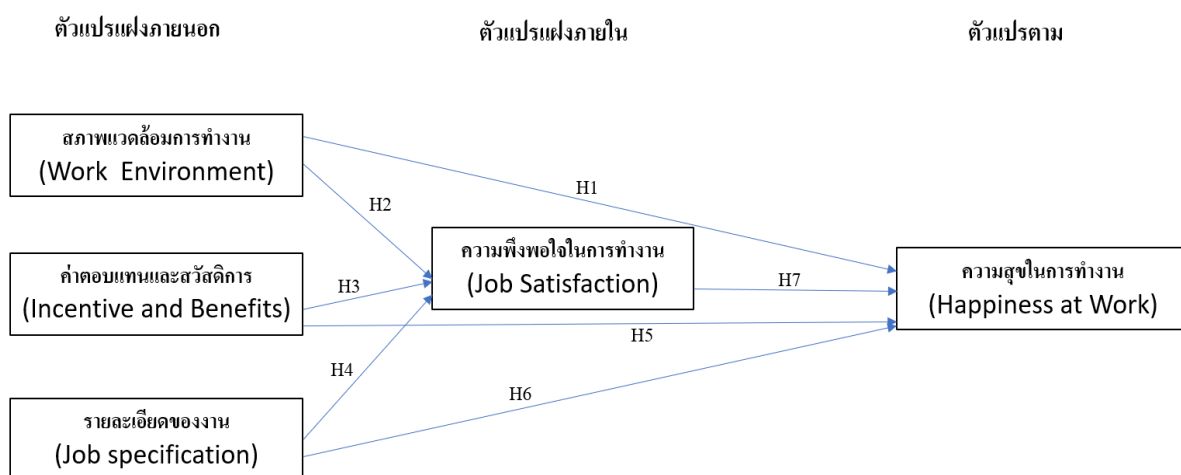 ตัวแปรแฝงภายนอก
ตัวแปรแฝงภายใน
ตัวแปรตาม
สภาพแวดล้อมการทำงาน
(Work Environment)
H1
H2
ความพึงพอใจในการทำงาน
(Job Satisfaction)
ค่าตอบแทนและสวัสดิการ
(Incentive and Benefits)
H3
H7
ความสุขในการทำงาน
(Happiness at Work)
H5
H4
H6
รายละเอียดของงาน
(Job specification)